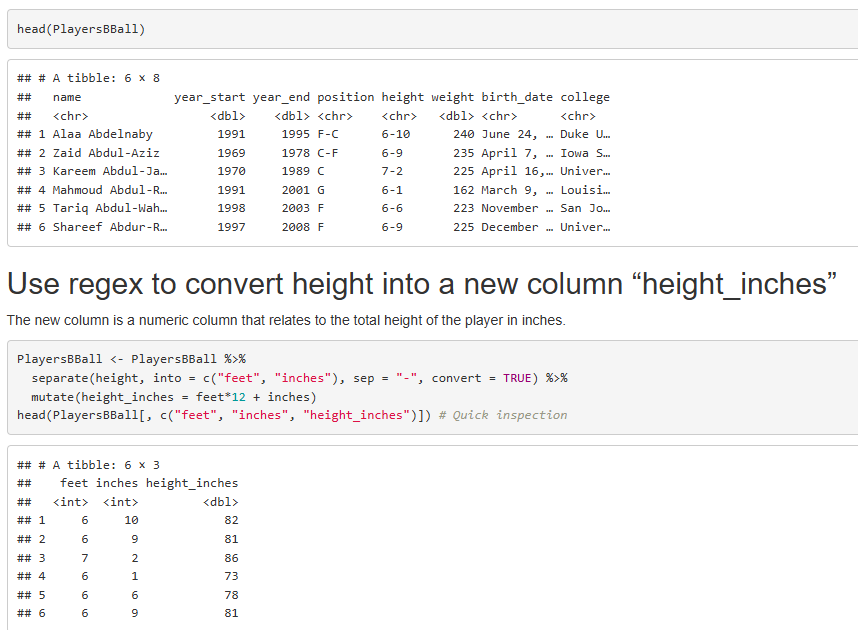 head(PlayersBBall)
## # A tibble: 6 × 8
##   name           year_start year_end position height weight birth_date college
##   <chr>               <dbl>    <dbl> <chr>    <chr>   <dbl> <chr>      <chr>
## 1 Alaa Abdelnaby       1991     1995 F-C      6-10      240 June 24, … Duke U…
## 2 Zaid Abdul-Aziz      1969     1978 C-F      6-9       235 April 7, … Iowa S…
## 3 Kareem Abdul-Ja…     1970     1989 C        7-2       225 April 16,… Univer…
## 4 Mahmoud Abdul-R…     1991     2001 G        6-1       162 March 9, … Louisi…
## 5 Tariq Abdul-Wah…     1998     2003 F        6-6       223 November … San Jo…
## 6 Shareef Abdur-R…     1997     2008 F        6-9       225 December … Univer…
Use regex to convert height into a new column “height_inches”
The new column is a numeric column that relates to the total height of the player in inches.
PlayersBBall <- PlayersBBall %>%
  separate(height, into = c("feet", "inches"), sep = "-", convert = TRUE) %>%
  mutate(height_inches = feet*12 + inches)
head(PlayersBBall[, c("feet", "inches", "height_inches")]) # Quick inspection
## # A tibble: 6 × 3
##    feet inches height_inches
##   <int>  <int>         <dbl>
## 1     6     10            82
## 2     6      9            81
## 3     7      2            86
## 4     6      1            73
## 5     6      6            78
## 6     6      9            81